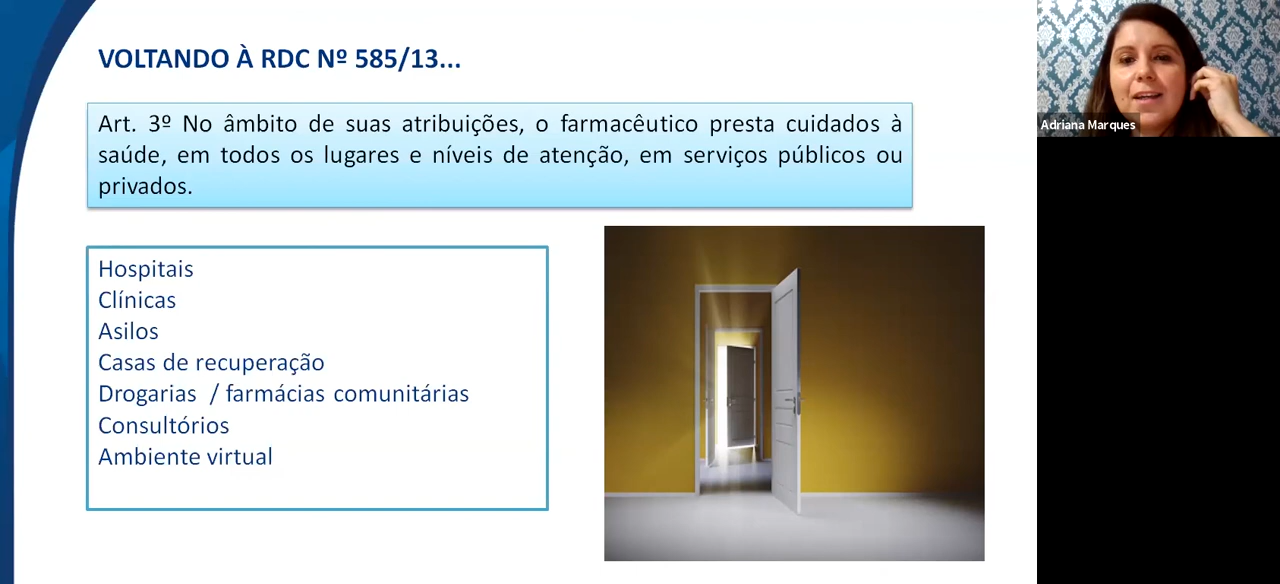 VOLTANDO À RDC Nº 585/13...
Art. 3º No âmbito de suas atribuições, o farmacêutico presta cuidados à
saúde, em todos os lugares e níveis de atenção, em serviços públicos ou
privados.
Hospitais
Clínicas
Asilos
Casas de recuperação
Drogarias / farmácias comunitárias
Consultórios
Ambiente virtual
Adriana Marques